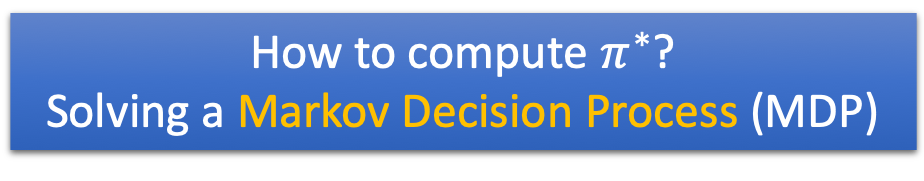 How to compute π*?
Solving a Markov Decision Process (MDP)